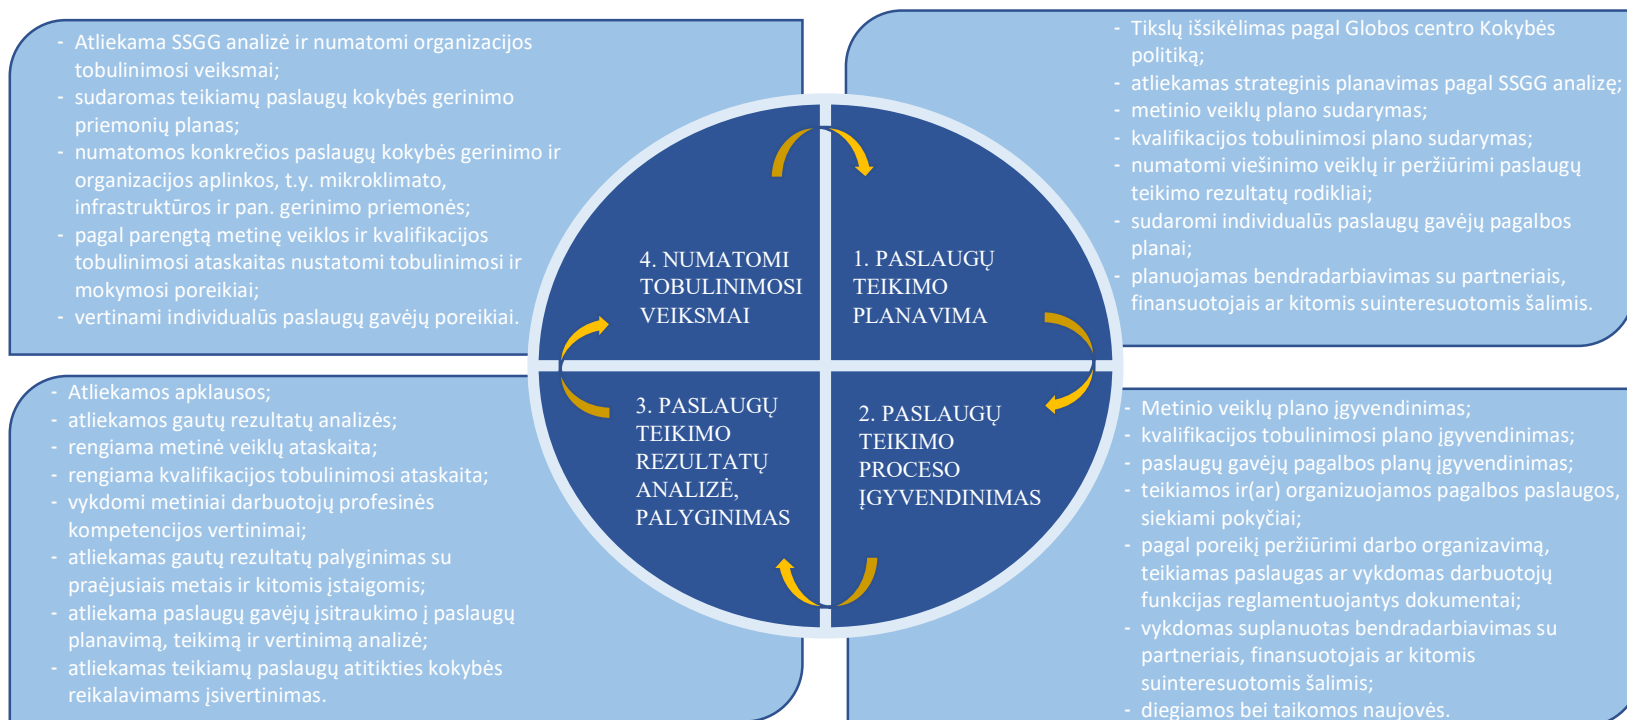 - Atliekama SSGG analizė ir numatomi organizacijos
tobulinimosi veiksmai;
- sudaromas teikiamų paslaugų kokybės gerinimo
priemonių planas;
- numatomos konkrečios paslaugų kokybės gerinimo ir
organizacijos aplinkos, t.y. mikroklimato,
infrastruktūros ir pan. gerinimo priemonės;
- pagal parengtą metinę veiklos ir kvalifikacijos
tobulinimosi ataskaitas nustatomi tobulinimosi ir
mokymosi poreikiai;
- vertinami individualūs paslaugų gavėjų poreikiai.
- Tikslų išsikėlimas pagal Globos centro Kokybės
politiką;
- atliekamas strateginis planavimas pagal SSGG analizę;
- metinio veiklų plano sudarymas;
- kvalifikacijos tobulinimosi plano sudarymas;
- numatomi viešinimo veiklų ir peržiūrimi paslaugų
teikimo rezultatų rodikliai;
- sudaromi individualūs paslaugų gavėjų pagalbos
planai;
- planuojamas bendradarbiavimas su partneriais,
finansuotojais ar kitomis suinteresuotomis šalimis.
4. NUMATOMI
TOBULINIMOSI
VEIKSMAI
1. PASLAUGŲ
TEIKIMO
PLANAVIMA
3. PASLAUGŲ
TEIKIMO
REZULTATŲ
ANALIZĖ,
PALYGINIMAS
2. PASLAUGŲ
TEIKIMO
PROCESO
ĮGYVENDINIMAS
- Atliekamos apklausos;
- atliekamos gautų rezultatų analizės;
- rengiama metinė veiklų ataskaita;
- rengiama kvalifikacijos tobulinimosi ataskaita;
- vykdomi metiniai darbuotojų profesinės
kompetencijos vertinimai;
- atliekamas gautų rezultatų palyginimas su
praėjusiais metais ir kitomis įstaigomis;
- atliekama paslaugų gavėjų įsitraukimo į paslaugų
planavimą, teikimą ir vertinimą analizė;
- atliekamas teikiamų paslaugų atitikties kokybės
reikalavimams įsivertinimas.
- Metinio veiklų plano įgyvendinimas;
- kvalifikacijos tobulinimosi plano įgyvendinimas;
- paslaugų gavėjų pagalbos planų įgyvendinimas;
- teikiamos ir(ar) organizuojamos pagalbos paslaugos,
siekiami pokyčiai;
- pagal poreikį peržiūrimi darbo organizavimą,
teikiamas paslaugas ar vykdomas darbuotojų
funkcijas reglamentuojantys dokumentai;
- vykdomas suplanuotas bendradarbiavimas su
partneriais, finansuotojais ar kitomis
suinteresuotomis šalimis;
- diegiamos bei taikomos naujovės.